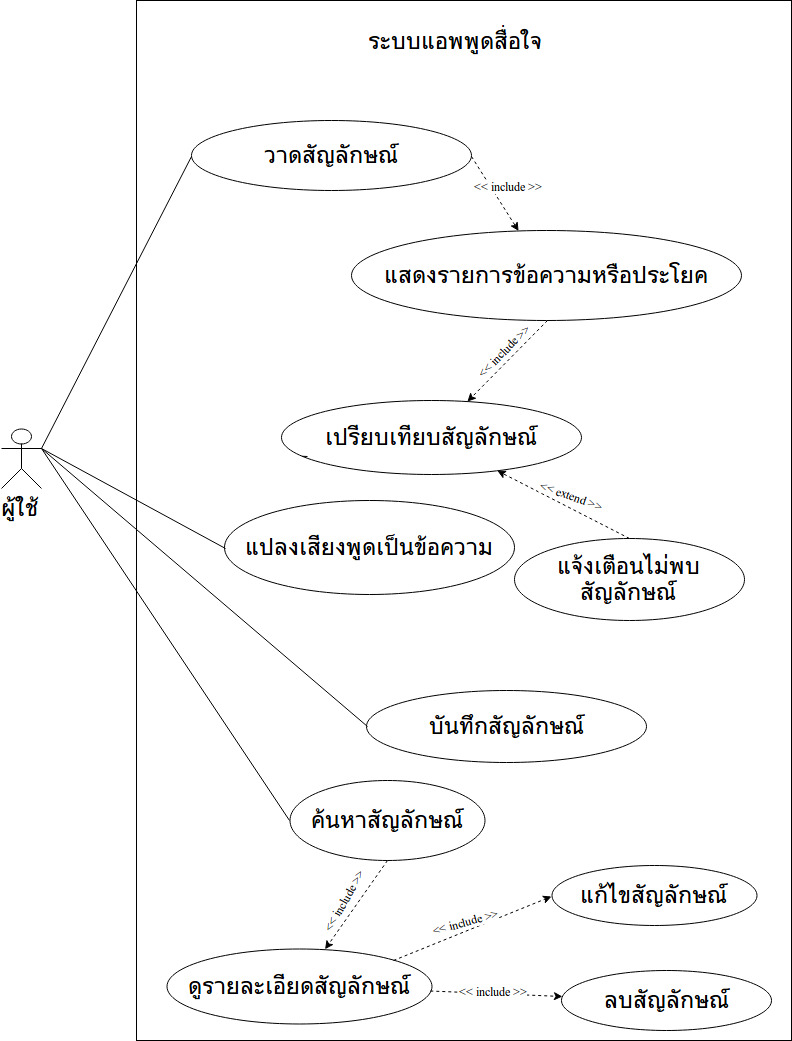 ระบบแอพพูดสื่อใจ
วาดสัญลักษณ์
<< include >>
แสดงรายการข้อความหรือประโยค
<< include >>
เปรียบเทียบสัญลักษณ์
<< extend >>
ผู้ใช้
แปลงเสียงพูดเป็นข้อความ
แจ้งเตือนไม่พบ
สัญลักษณ์
บันทึกสัญลักษณ์
ค้นหาสัญลักษณ์
<< include >>
แก้ไขสัญลักษณ์
<< include >>
ดูรายละเอียดสัญลักษณ์
<< include >>
ลบสัญลักษณ์